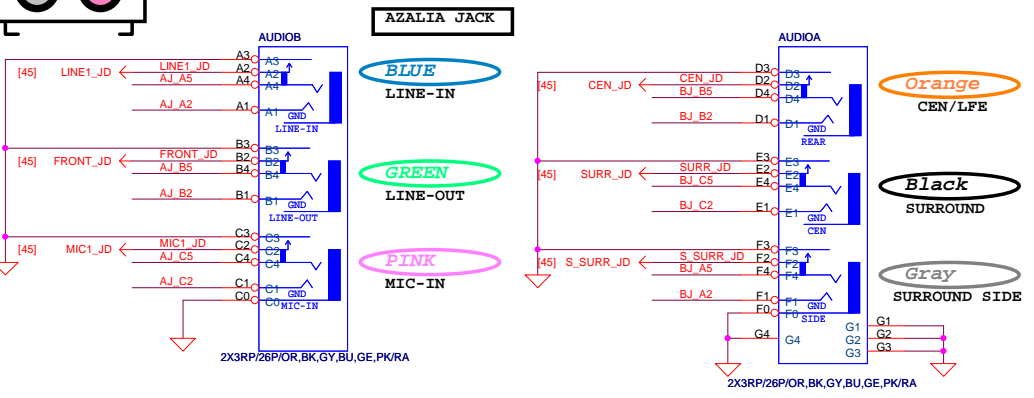 AZALIA JACK
AUDIOB
A3 A3
[45] LINE1_JD LINE1_JD A2 A2
AJ_A5 A4 A4
BLUE
LINE-IN
AJ_A2 A1 A1
GND
LINE-IN
B3 B3
[45] FRONT_JD FRONT_JD B2 B2
AJ_B5 B4 B4
GREEN
LINE-OUT
AJ_B2 B1 B1
GND
LINE-OUT
C3 C3
[45] MIC1_JD MIC1_JD C2 C2
AJ_C5 C4 C4
PINK
MIC-IN
AJ_C2 C1 C1
GND
C0 C0 MIC-IN
2X3RP/26P/OR,BK,GY,BU,GE,PK/RA
AUDIOA
D3 D3
[45] CEN_JD CEN_JD D2 D2
BJ_B5 D4 D4
Orange
CEN/LFE
BJ_B2 D1 D1
GND
REAR
E3 E3
[45] SURR_JD SURR_JD E2 E2
BJ_C5 E4 E4
Black
SURROUND
BJ_C2 E1 E1
GND
CEN
F3 F3
[45] S_SURR_JD S_SURR_JD F2 F2
BJ_A5 F4 F4
Gray
SURROUND SIDE
BJ_A2 F1 F1
GND
F0 F0 SIDE
G4 G4
G1 G1
G2 G2
G3 G3
2X3RP/26P/OR,BK,GY,BU,GE,PK/RA